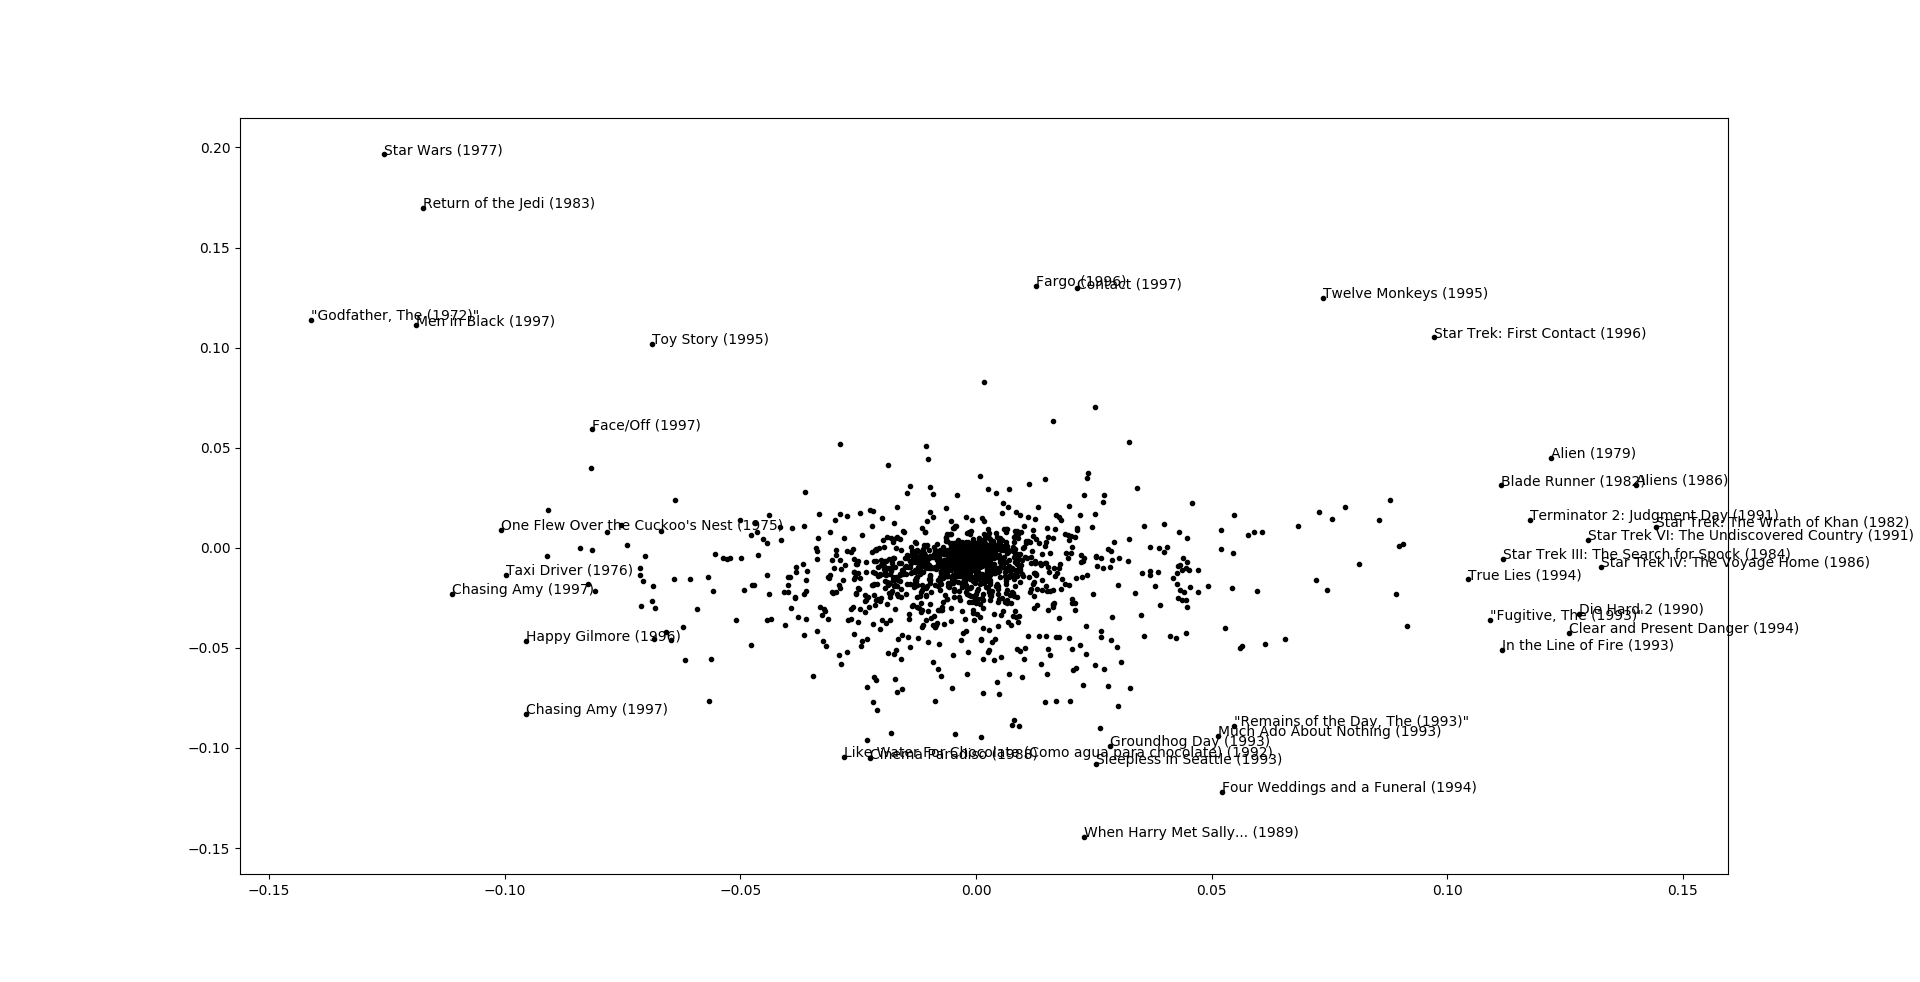 0.20
Star Wars (1977)
Return of the Jedi (1983)
0.15
Fargo (1996)
Contact (1997)
Twelve Monkeys (1995)
"Godfather, The (1972)"
Men in Black (1997)
Star Trek: First Contact (1996)
Toy Story (1995)
0.10
Face/Off (1997)
0.05
Alien (1979)
Blade Runner (1982)
Aliens (1986)
Terminator 2: Judgment Day (1991)
Star Trek: The Wrath of Khan (1982)
One Flew Over the Cuckoo's Nest (1975)
Star Trek VI: The Undiscovered Country (1991)
0.00
Star Trek III: The Search for Spock (1984)
Star Trek IV: The Voyage Home (1986)
Taxi Driver (1976)
True Lies (1994)
Chasing Amy (1997)
Die Hard 2 (1990)
"Fugitive, The (1993)"
Clear and Present Danger (1994)
Happy Gilmore (1996)
In the Line of Fire (1993)
−0.05
Chasing Amy (1997)
"Remains of the Day, The (1993)"
Much Ado About Nothing (1993)
Groundhog Day (1993)
−0.10
Like Water For Chocolate (Como agua para chocolate) (1992)
Cinema Paradiso (1988)
Sleepless in Seattle (1993)
Four Weddings and a Funeral (1994)
When Harry Met Sally... (1989)
−0.15
−0.15 −0.10 −0.05 0.00 0.05 0.10 0.15